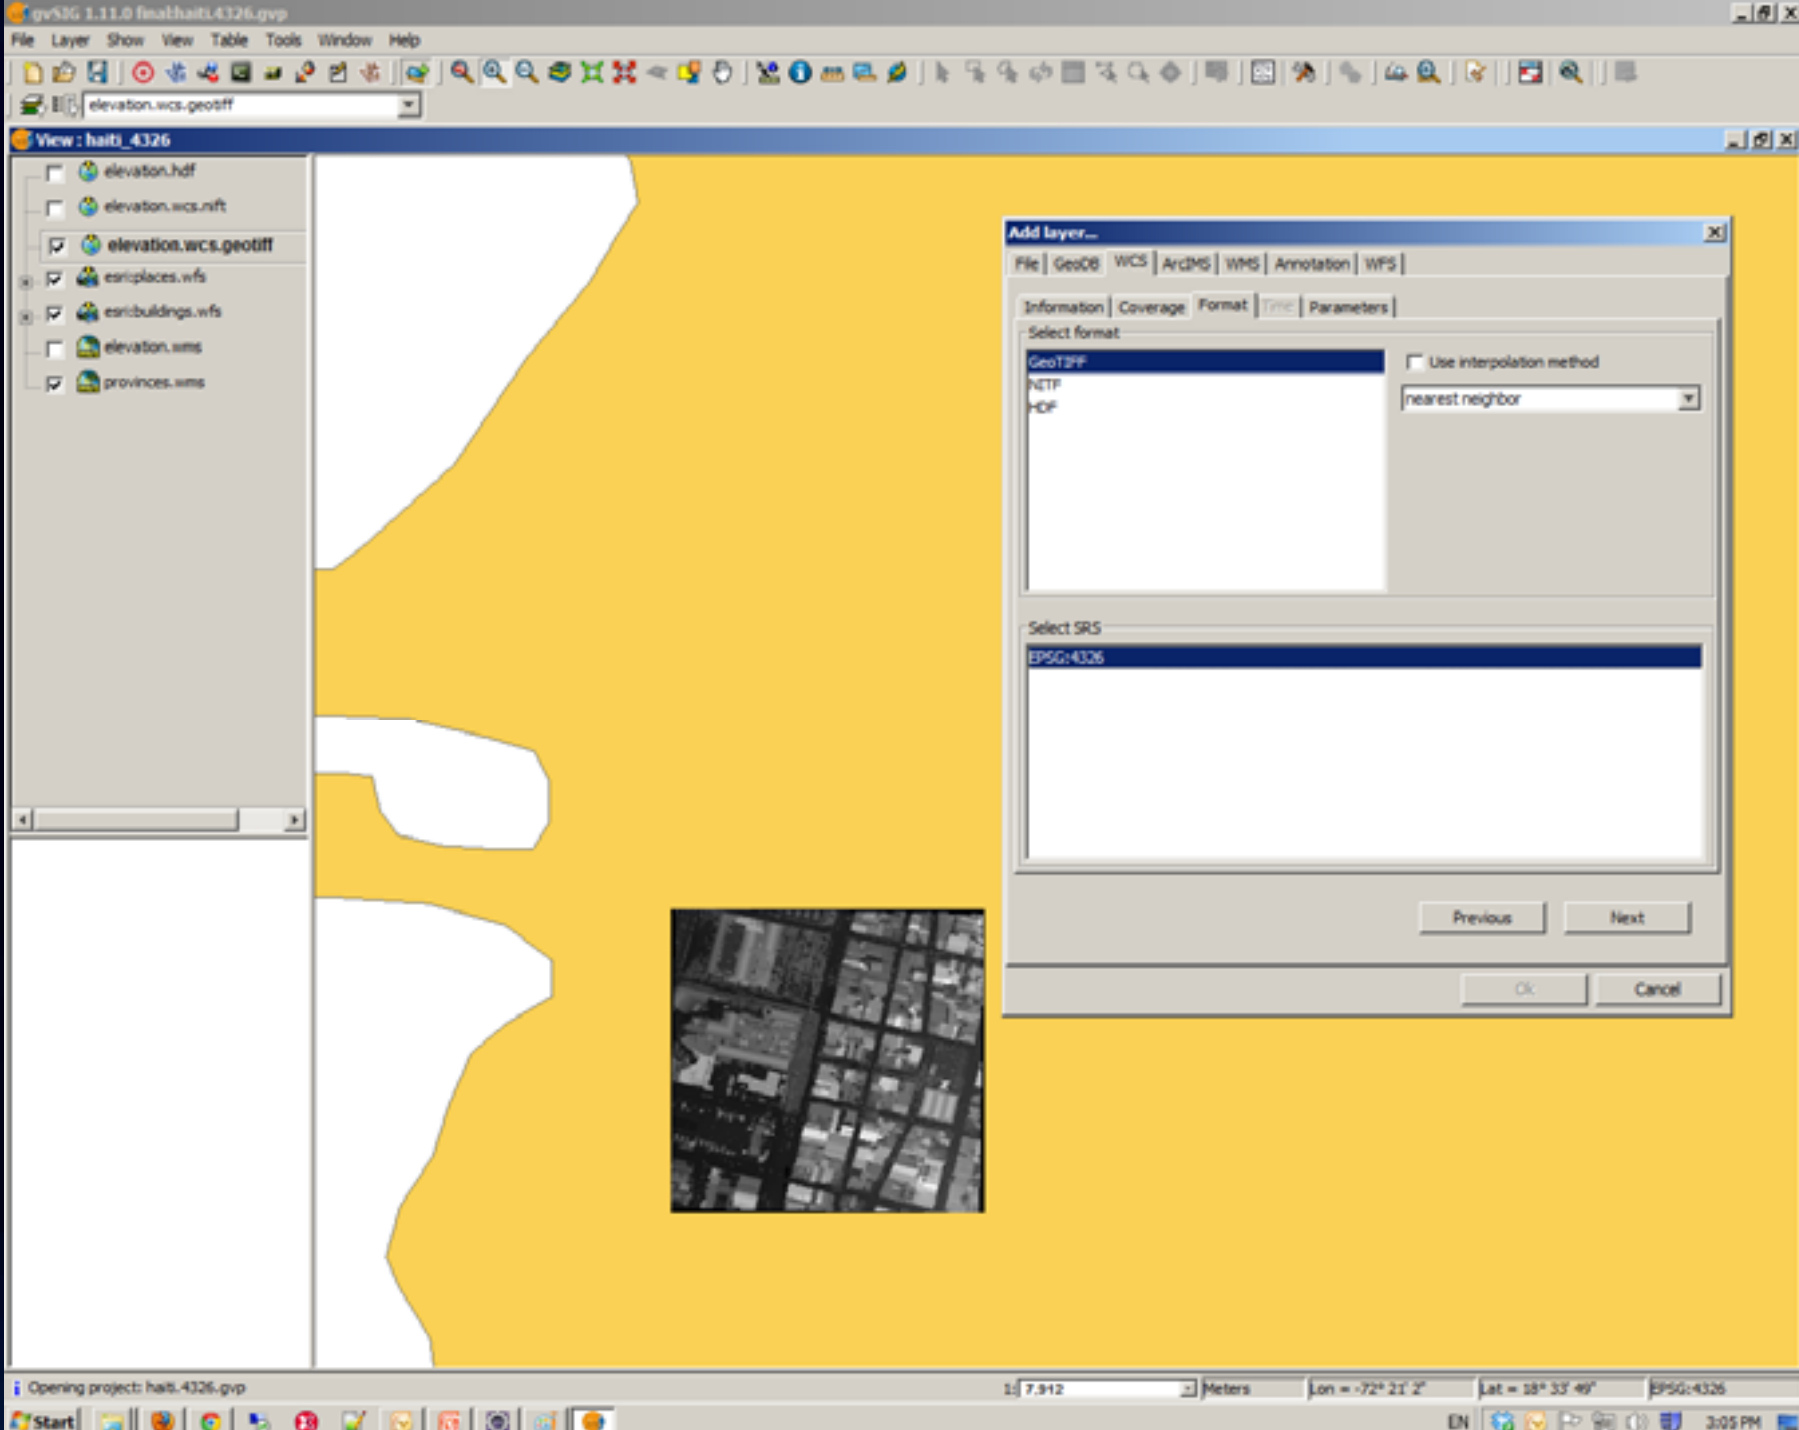 gvSIG 1.11.0 final:haiti.4326.gvp
File Layer Show View Table Tools Window Help
elevation.wcs.geotiff
View : haiti_4326
elevation.hdf
elevation.wcs.nift
elevation.wcs.geotiff
esri:places.wfs
esri:buildings.wfs
elevation.wms
provinces.wms
Add layer...
File GeoDB WCS ArcIMS WMS Annotation WFS
Information Coverage Format Time Parameters
Select format
GeoTIFF
NITF
HDF
Use interpolation method
nearest neighbor
Select SRS
EPSG:4326
Previous Next
Ok Cancel
Opening project: haiti.4326.gvp
1: 7,912 Meters Lon = -72° 21' 2" Lat = 18° 33' 49" EPSG:4326
Start EN 3:05 PM